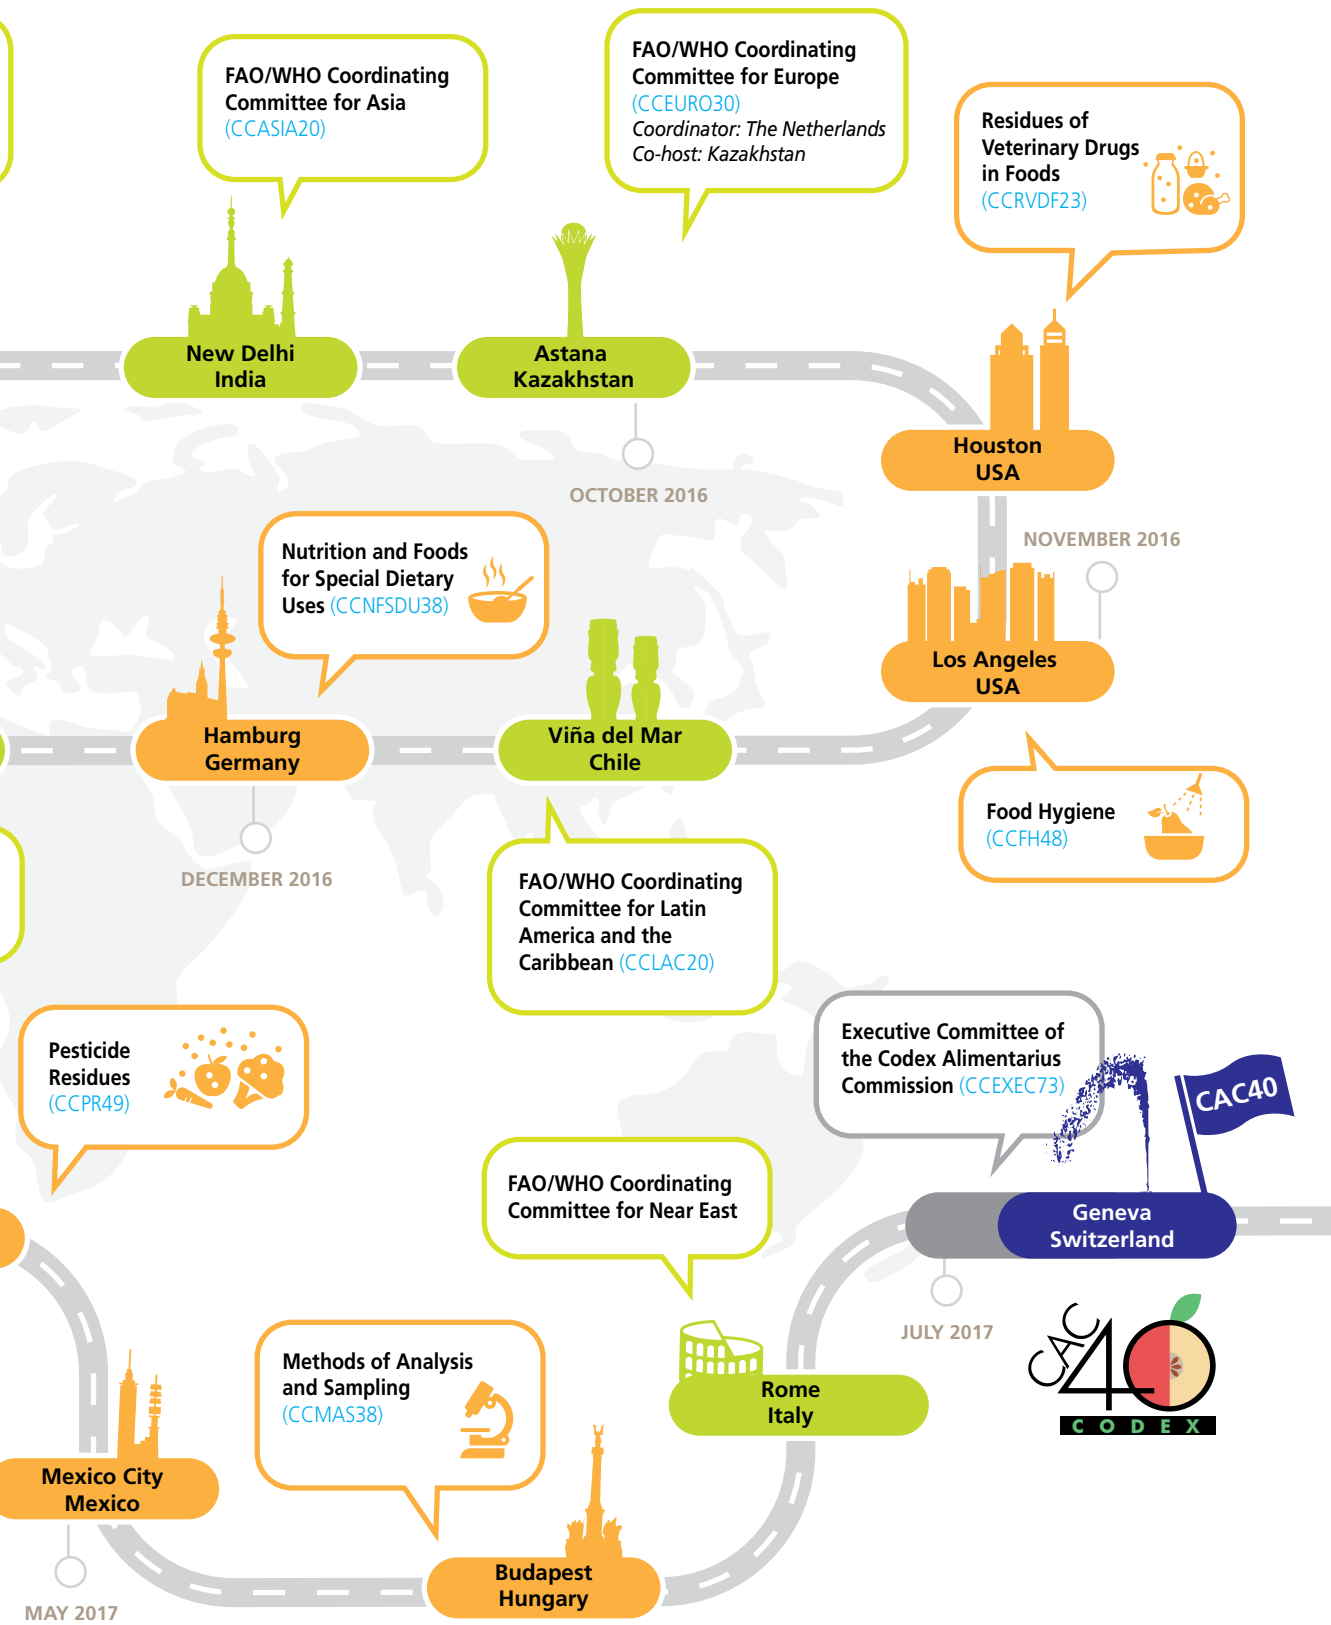 FAO/WHO Coordinating
Committee for Asia
(CCASIA20)
FAO/WHO Coordinating
Committee for Europe
(CCEURO30)
Coordinator: The Netherlands
Co-host: Kazakhstan
Residues of
Veterinary Drugs
in Foods
(CCRVDF23)
New Delhi
India
Astana
Kazakhstan
Houston
USA
OCTOBER 2016
NOVEMBER 2016
Nutrition and Foods
for Special Dietary
Uses (CCNFSDU38)
Los Angeles
USA
Hamburg
Germany
Viña del Mar
Chile
Food Hygiene
(CCFH48)
DECEMBER 2016
FAO/WHO Coordinating
Committee for Latin
America and the
Caribbean (CCLAC20)
Pesticide
Residues
(CCPR49)
Executive Committee of
the Codex Alimentarius
Commission (CCEXEC73)
CAC40
FAO/WHO Coordinating
Committee for Near East
Geneva
Switzerland
JULY 2017
CAC
40
CODEX
Methods of Analysis
and Sampling
(CCMAS38)
Rome
Italy
Mexico City
Mexico
Budapest
Hungary
MAY 2017